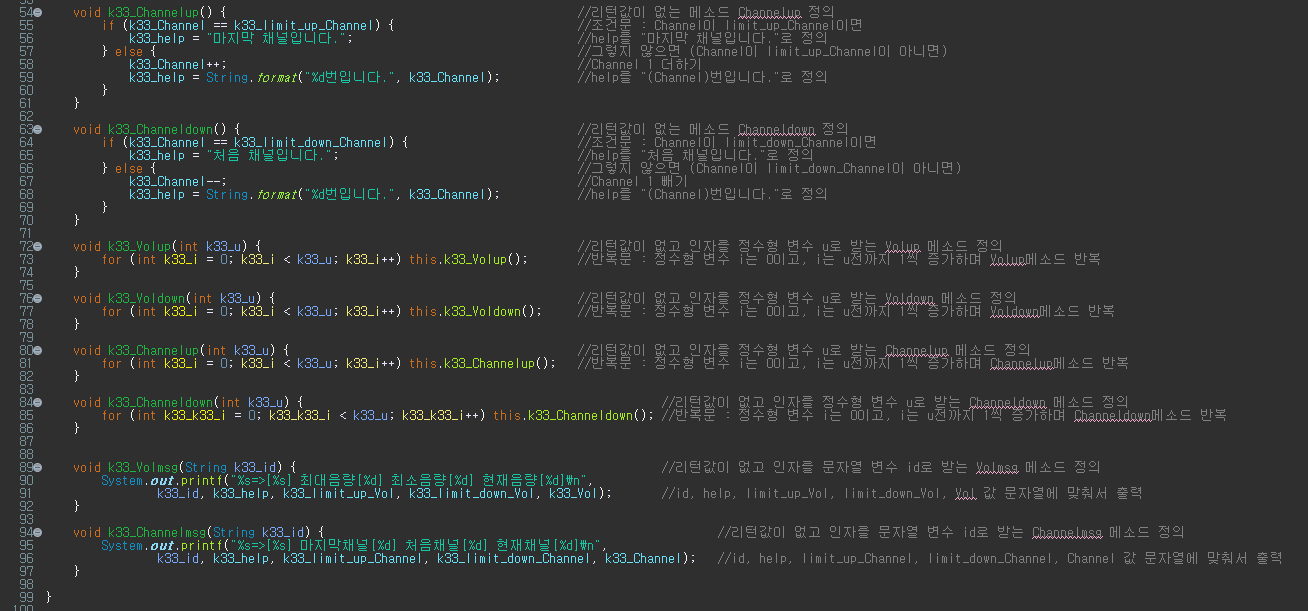 54 void k33_Channelup() { //리턴값이 없는 메소드 Channelup 정의
55 if (k33_Channel == k33_limit_up_Channel) { //조건문 : Channel이 limit_up_Channel이면
56 k33_help = "마지막 채널입니다."; //help를 "마지막 채널입니다."로 정의
57 } else { //그렇지 않으면 (Channel이 limit_up_Channel이 아니면)
58 k33_Channel++; //Channel 1 더하기
59 k33_help = String.format("%d번입니다.", k33_Channel); //help를 "(Channel)번입니다."로 정의
60 }
61 }
62
63 void k33_Channeldown() { //리턴값이 없는 메소드 Channeldown 정의
64 if (k33_Channel == k33_limit_down_Channel) { //조건문 : Channel이 limit_down_Channel이면
65 k33_help = "처음 채널입니다."; //help를 "처음 채널입니다."로 정의
66 } else { //그렇지 않으면 (Channel이 limit_down_Channel이 아니면)
67 k33_Channel--; //Channel 1 빼기
68 k33_help = String.format("%d번입니다.", k33_Channel); //help를 "(Channel)번입니다."로 정의
69 }
70 }
71
72 void k33_Volup(int k33_u) { //리턴값이 없고 인자를 정수형 변수 u로 받는 Volup 메소드 정의
73 for (int k33_i = 0; k33_i < k33_u; k33_i++) this.k33_Volup(); //반복문 : 정수형 변수 i는 0이고, i는 u전까지 1씩 증가하며 Volup메소드 반복
74 }
75
76 void k33_Voldown(int k33_u) { //리턴값이 없고 인자를 정수형 변수 u로 받는 Voldown 메소드 정의
77 for (int k33_i = 0; k33_i < k33_u; k33_i++) this.k33_Voldown(); //반복문 : 정수형 변수 i는 0이고, i는 u전까지 1씩 증가하며 Voldown메소드 반복
78 }
79
80 void k33_Channelup(int k33_u) { //리턴값이 없고 인자를 정수형 변수 u로 받는 Channelup 메소드 정의
81 for (int k33_i = 0; k33_i < k33_u; k33_i++) this.k33_Channelup(); //반복문 : 정수형 변수 i는 0이고, i는 u전까지 1씩 증가하며 Channelup메소드 반복
82 }
83
84 void k33_Channeldown(int k33_u) { //리턴값이 없고 인자를 정수형 변수 u로 받는 Channeldown 메소드 정의
85 for (int k33_k33_i = 0; k33_k33_i < k33_u; k33_k33_i++) this.k33_Channeldown(); //반복문 : 정수형 변수 i는 0이고, i는 u전까지 1씩 증가하며 Channeldown메소드 반복
86 }
87
88
89 void k33_Volmsg(String k33_id) { //리턴값이 없고 인자를 문자열 변수 id로 받는 Volmsg 메소드 정의
90 System.out.printf("%s=>[%s] 최대음량[%d] 최소음량[%d] 현재음량[%d]\n",
91 k33_id, k33_help, k33_limit_up_Vol, k33_limit_down_Vol, k33_Vol); //id, help, limit_up_Vol, limit_down_Vol, Vol 값 문자열에 맞춰서 출력
92 }
93
94 void k33_Channelmsg(String k33_id) { //리턴값이 없고 인자를 문자열 변수 id로 받는 Channelmsg 메소드 정의
95 System.out.printf("%s=>[%s] 마지막채널[%d] 처음채널[%d] 현재채널[%d]\n",
96 k33_id, k33_help, k33_limit_up_Channel, k33_limit_down_Channel, k33_Channel); //id, help, limit_up_Channel, limit_down_Channel, Channel 값 문자열에 맞춰서 출력
97 }
98
99 }